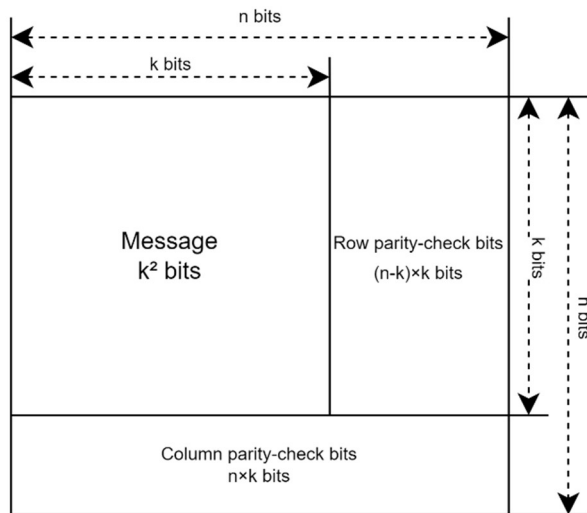 n bits
k bits
Message
k² bits
Row parity-check bits
(n-k)×k bits
k bits
n bits
Column parity-check bits
n×k bits